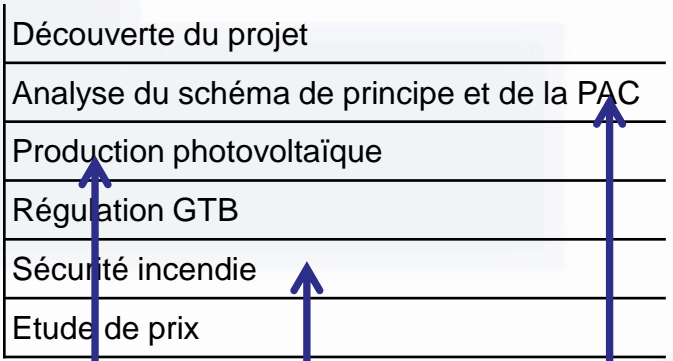 Découverte du projet
Analyse du schéma de principe et de la PAC
Production photovoltaïque
Régulation GTB
Sécurité incendie
Etude de prix